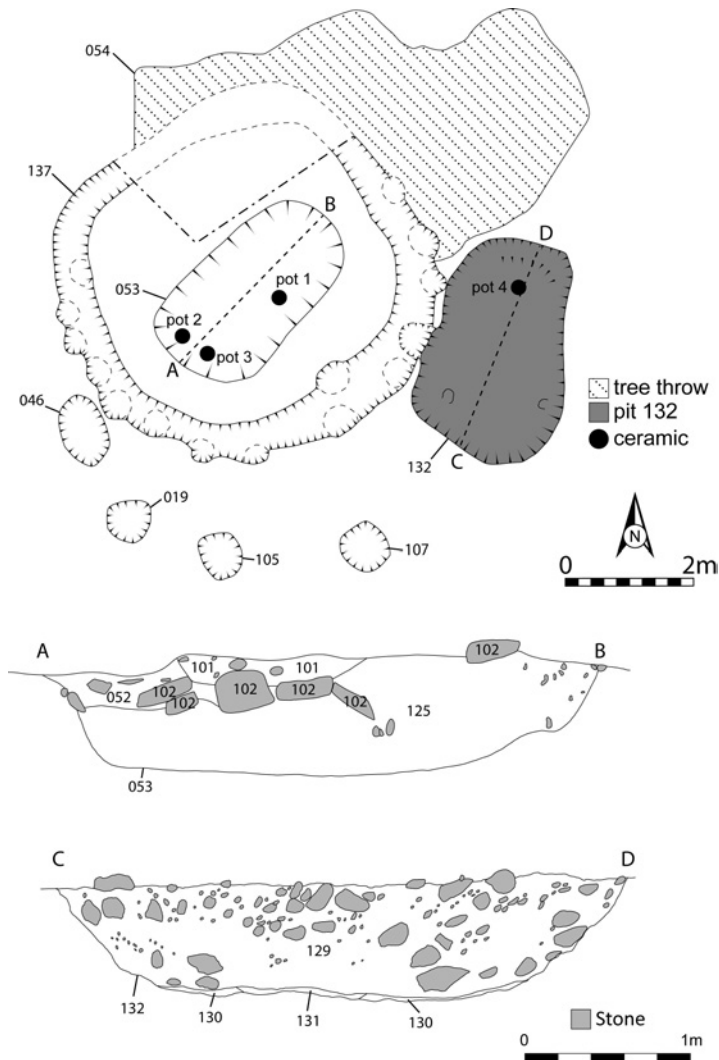 054
137
B
D
053
pot 1
pot 4
pot 2
pot 3
A
tree throw
pit 132
ceramic
046
132
C
019
105
107
N
0 2m
A
B
102
101
101
102
052
102
102
102
102
125
053
C
D
129
132
130
131
130
Stone
0 1m